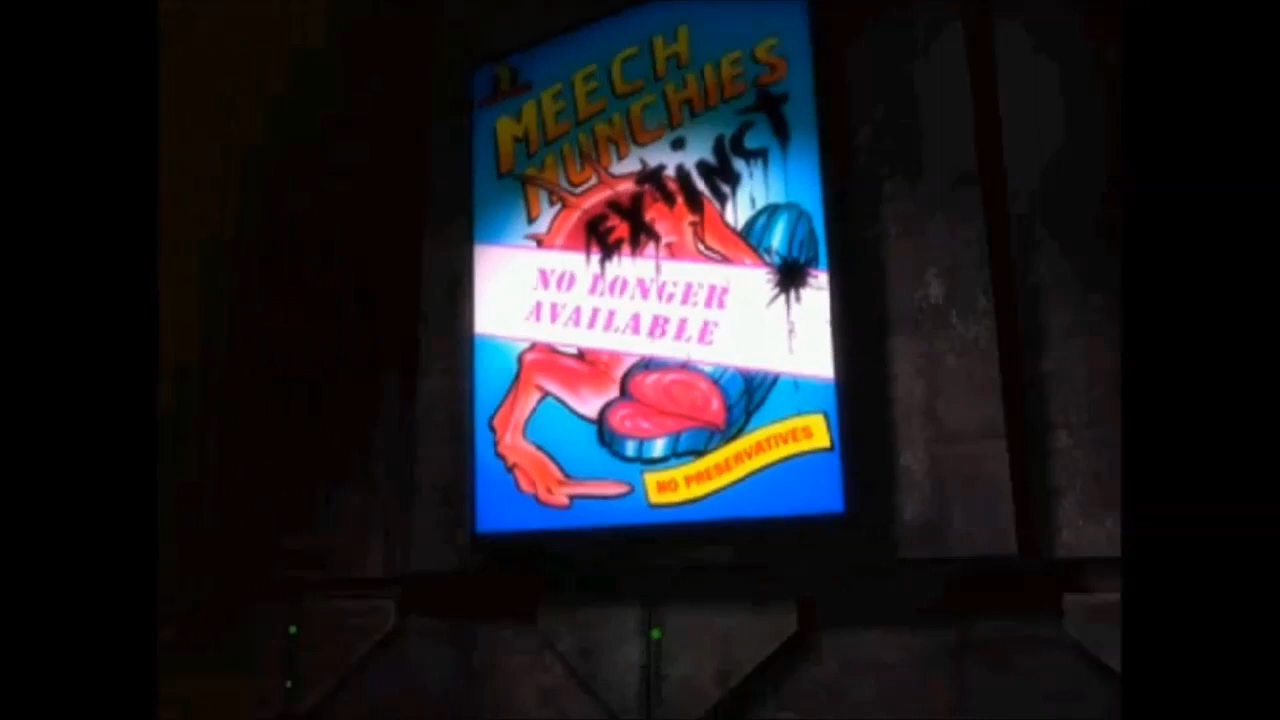 MEECH
MUNCHIES
EXTINCT
NO LONGER
AVAILABLE
NO PRESERVATIVES